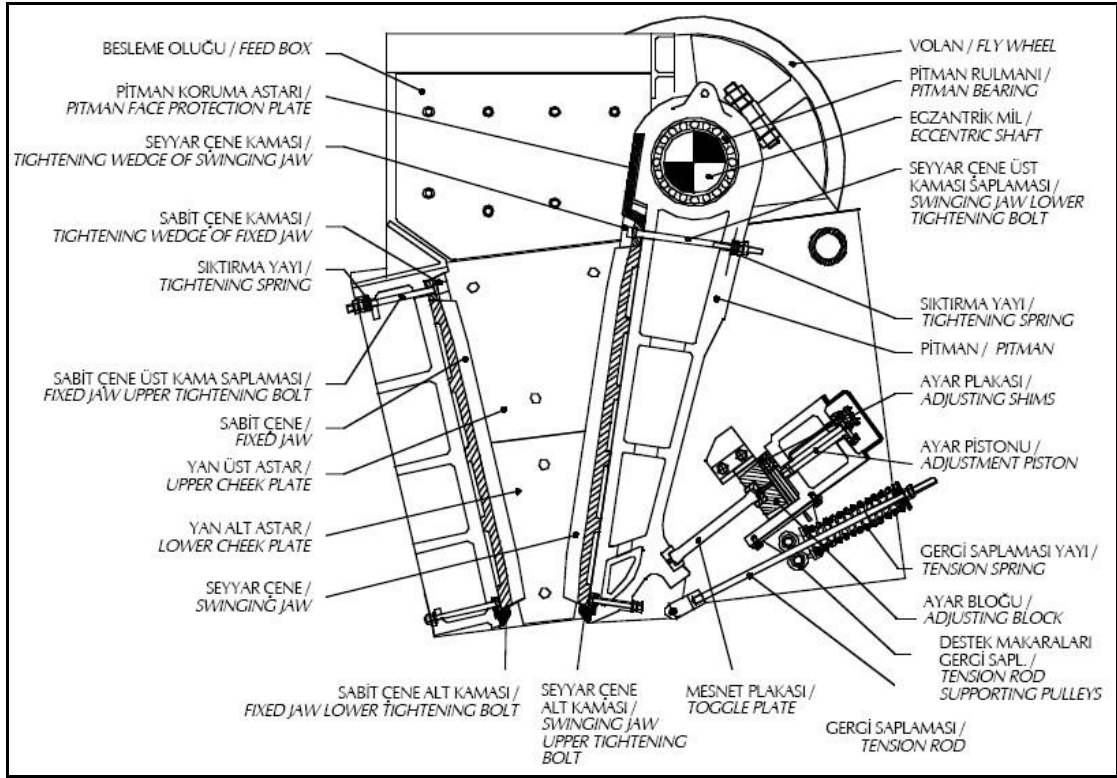 BESLEME OLUĞU / FEED BOX
PİTMAN KORUMA ASTARI /
PITMAN FACE PROTECTION PLATE
SEYYAR ÇENE KAMASI /
TIGHTENING WEDGE OF SWINGING JAW
SABİT ÇENE KAMASI /
TIGHTENING WEDGE OF FIXED JAW
SIKTIRMA YAYI /
TIGHTENING SPRING
SABİT ÇENE ÜST KAMA SAPLAMASI /
FIXED JAW UPPER TIGHTENING BOLT
SABİT ÇENE /
FIXED JAW
YAN ÜST ASTAR /
UPPER CHEEK PLATE
YAN ALT ASTAR /
LOWER CHEEK PLATE
SEYYAR ÇENE /
SWINGING JAW
SABİT ÇENE ALT KAMASI /
FIXED JAW LOWER TIGHTENING BOLT
SEYYAR ÇENE
ALT KAMASI /
SWINGING JAW
UPPER TIGHTENING
BOLT
MESNET PLAKASI /
TOGGLE PLATE
VOLAN / FLY WHEEL
PİTMAN RULMANI /
PITMAN BEARING
EGZANTRİK MİL /
ECCENTRIC SHAFT
SEYYAR ÇENE ÜST
KAMASI SAPLAMASI /
SWINGING JAW LOWER
TIGHTENING BOLT
SIKTIRMA YAYI /
TIGHTENING SPRING
PİTMAN / PITMAN
AYAR PLAKASI /
ADJUSTING SHIMS
AYAR PİSTONU /
ADJUSTMENT PISTON
GERGİ SAPLAMASI YAYI /
TENSION SPRING
AYAR BLOĞU /
ADJUSTING BLOCK
DESTEK MAKARALARI
GERGİ SAPL. /
TENSION ROD
SUPPORTING PULLEYS
GERGİ SAPLAMASI /
TENSION ROD